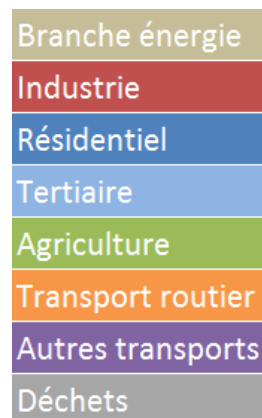 Branche énergie
Industrie
Résidentiel
Tertiaire
Agriculture
Transport routier
Autres transports
Déchets